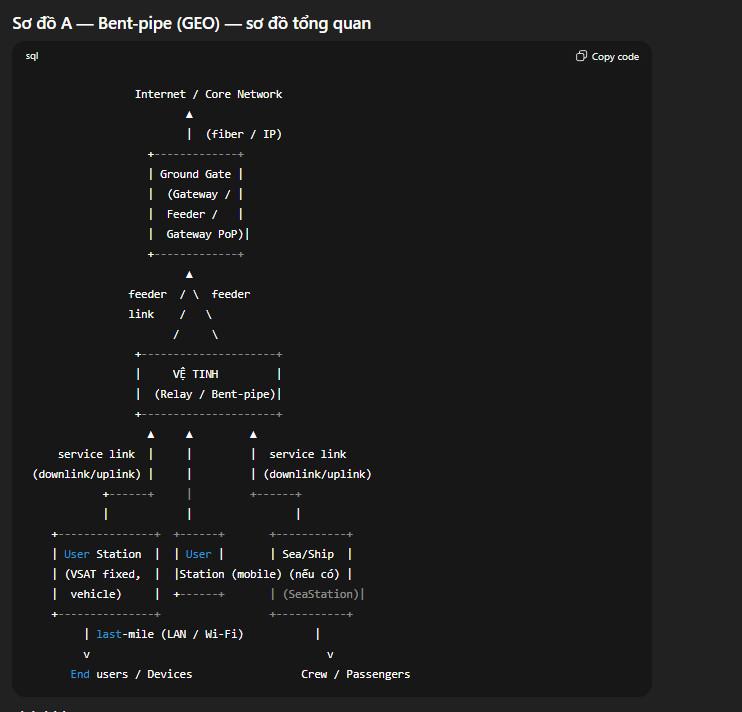 Sơ đồ A — Bent-pipe (GEO) — sơ đồ tổng quan
sql
Copy code
Internet / Core Network
▲
| (fiber / IP)
+-------------+
| Ground Gate |
| (Gateway / |
| Feeder / |
| Gateway PoP)|
+-------------+
▲
feeder / \ feeder
link / \
/ \
+---------------------+
| VỆ TINH |
| (Relay / Bent-pipe)|
+---------------------+
▲ ▲ ▲
service link | | | service link
(downlink/uplink) | | | (downlink/uplink)
+------+ | +------+
| | |
+---------------+ +------+ +-----------+
| User Station | | User | | Sea/Ship |
| (VSAT fixed, | |Station (mobile) (nếu có) |
| vehicle) | +------+ | (SeaStation)|
+---------------+ +-----------+
| last-mile (LAN / Wi-Fi) |
v v
End users / Devices Crew / Passengers